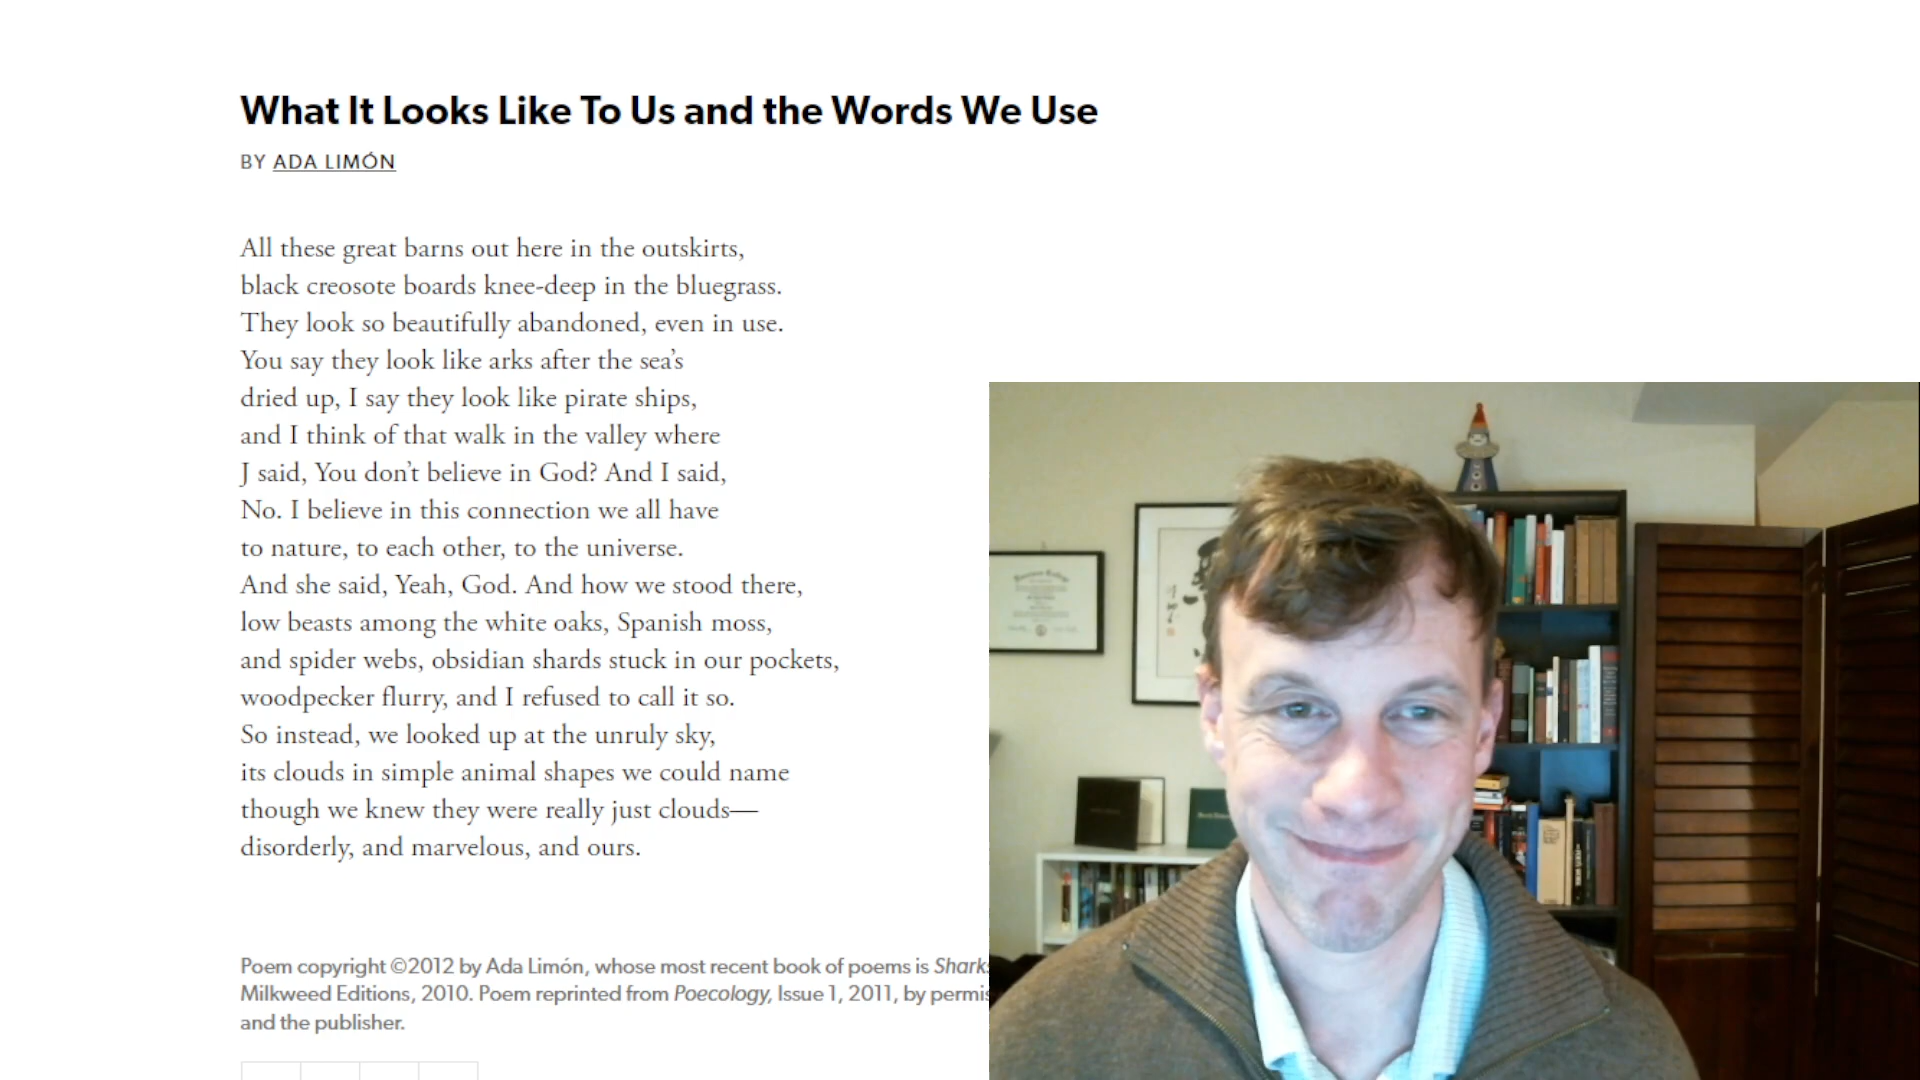 What It Looks Like To Us and the Words We Use
BY ADA LIMÓN
All these great barns out here in the outskirts,
black creosote boards knee-deep in the bluegrass.
They look so beautifully abandoned, even in use.
You say they look like arks after the sea’s
dried up, I say they look like pirate ships,
and I think of that walk in the valley where
J said, You don’t believe in God? And I said,
No. I believe in this connection we all have
to nature, to each other, to the universe.
And she said, Yeah, God. And how we stood there,
low beasts among the white oaks, Spanish moss,
and spider webs, obsidian shards stuck in our pockets,
woodpecker flurry, and I refused to call it so.
So instead, we looked up at the unruly sky,
its clouds in simple animal shapes we could name
though we knew they were really just clouds—
disorderly, and marvelous, and ours.
Poem copyright ©2012 by Ada Limón, whose most recent book of poems is Shark
Milkweed Editions, 2010. Poem reprinted from Poecology, Issue 1, 2011, by permis
and the publisher.